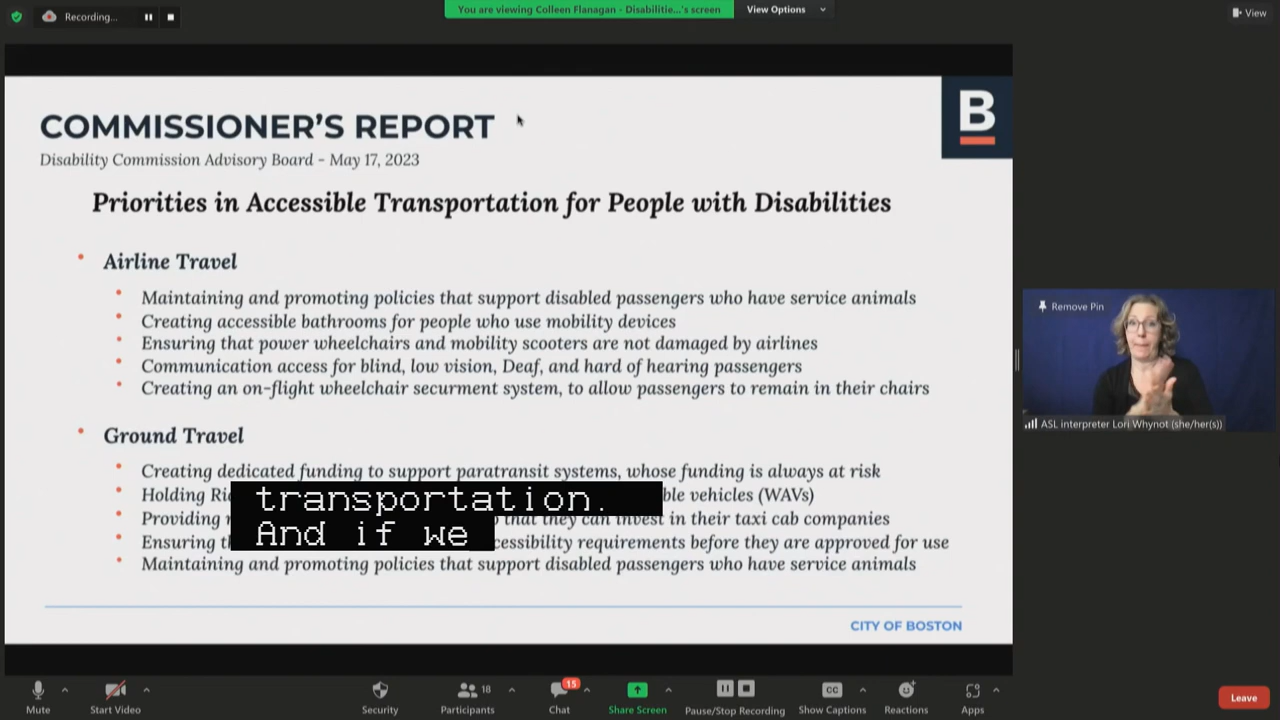 Recording...
You are viewing Colleen Flanagan - Disabilitie...'s screen
View Options
View
COMMISSIONER'S REPORT
B
Disability Commission Advisory Board - May 17, 2023
Priorities in Accessible Transportation for People with Disabilities
• Airline Travel
• Maintaining and promoting policies that support disabled passengers who have service animals
• Creating accessible bathrooms for people who use mobility devices
• Ensuring that power wheelchairs and mobility scooters are not damaged by airlines
• Communication access for blind, low vision, Deaf, and hard of hearing passengers
• Creating an on-flight wheelchair securment system, to allow passengers to remain in their chairs
• Ground Travel
• Creating dedicated funding to support paratransit systems, whose funding is always at risk
• Holding vehicles (WAVs)
• Providing that they can invest in their taxi cab companies
• Ensuring requirements before they are approved for use
• Maintaining and promoting policies that support disabled passengers who have service animals
transportation.
And if we
CITY OF BOSTON
Remove Pin
ASL interpreter Lori Whynot (she/her(s))
Mute
Start Video
Security
18
Participants
15
Chat
Share Screen
Pause/Stop Recording
CC
Show Captions
Reactions
Apps
Leave